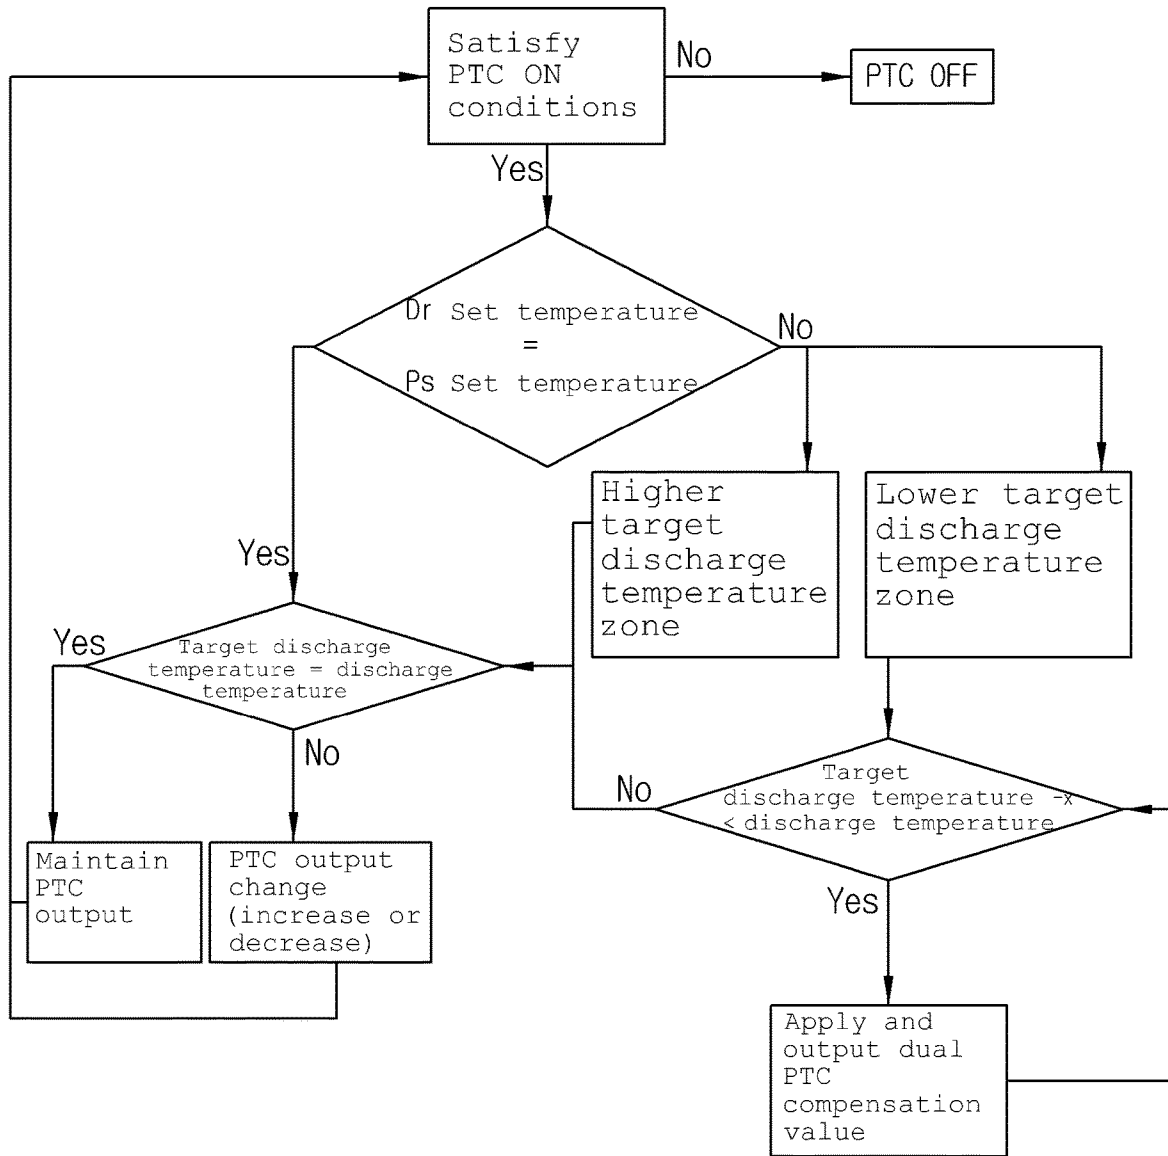 Satisfy
PTC ON
conditions
No
PTC OFF
Yes
Dr Set temperature
=
Ps Set temperature
No
Yes
Higher
target
discharge
temperature
zone
Lower target
discharge
temperature
zone
Yes
Target discharge
temperature = discharge
temperature
No
Target
discharge temperature -x
< discharge temperature
No
Yes
Maintain
PTC
output
PTC output
change
(increase or
decrease)
Apply and
output dual
PTC
compensation
value